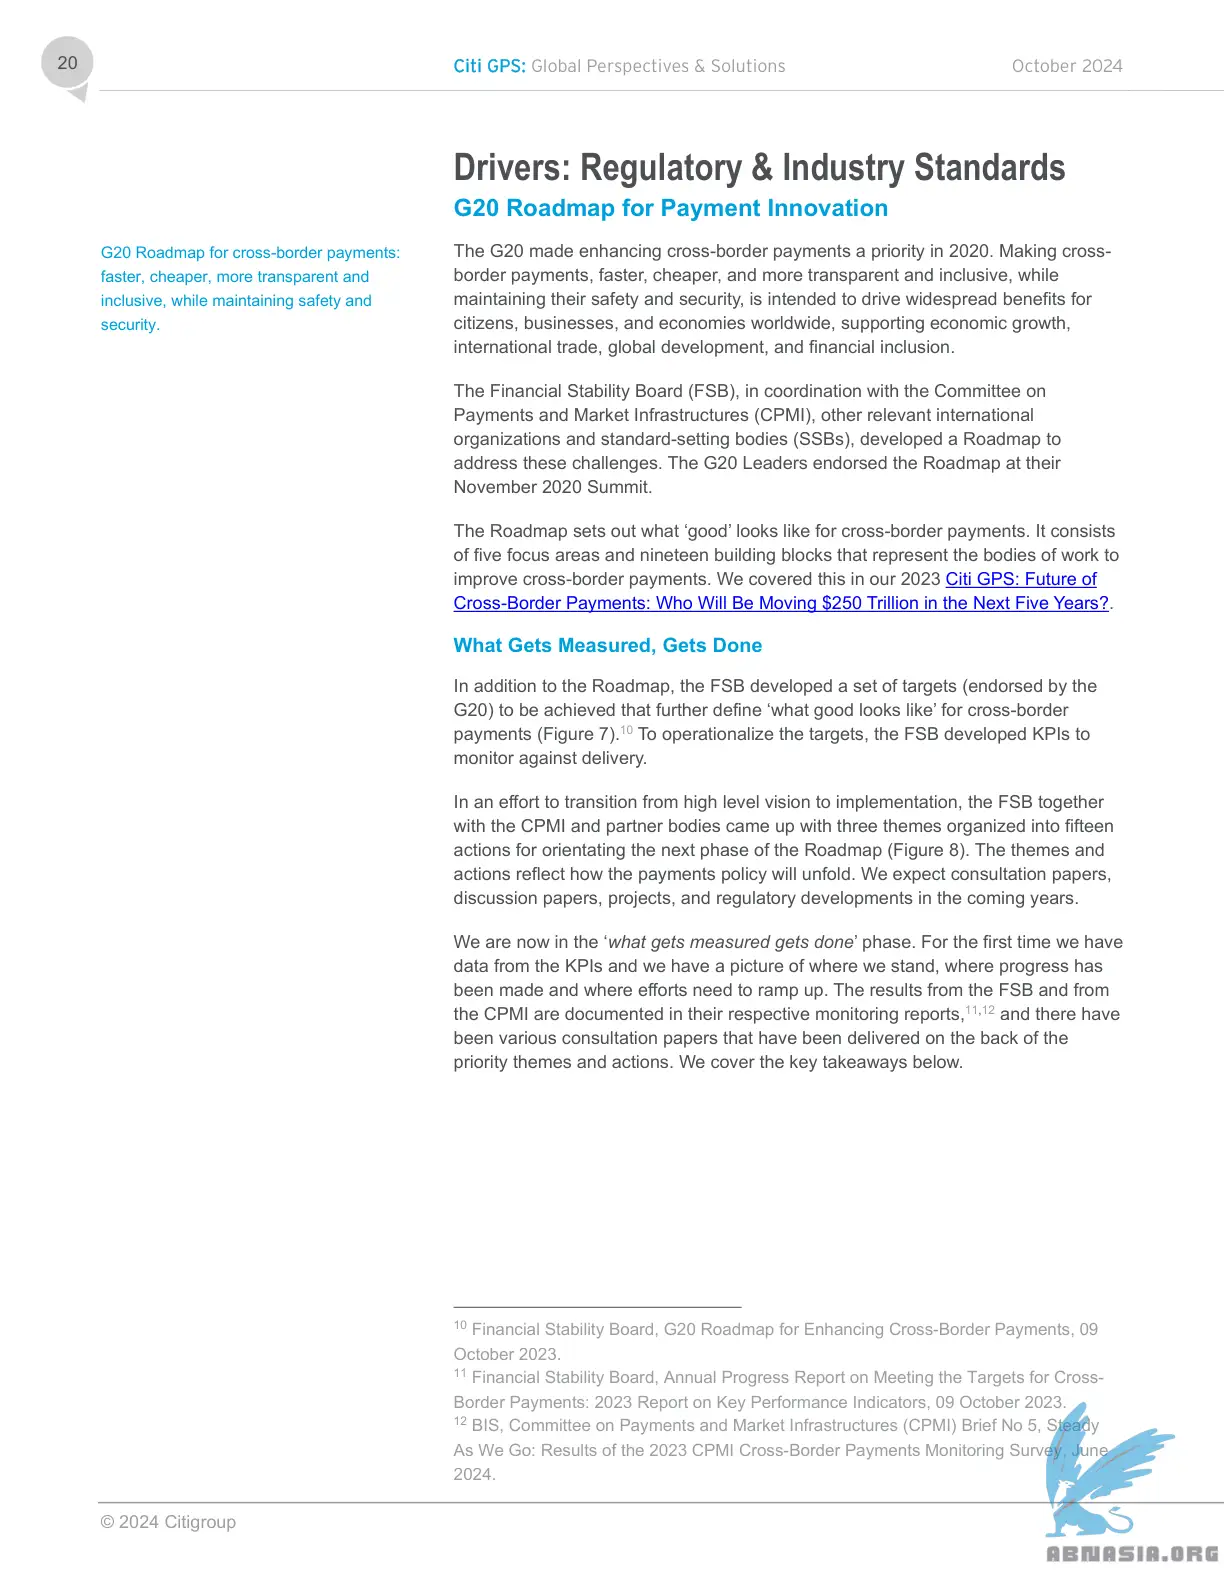 20
Citi GPS: Global Perspectives & Solutions
October 2024
Drivers: Regulatory & Industry Standards
G20 Roadmap for Payment Innovation
G20 Roadmap for cross-border payments:
faster, cheaper, more transparent and
inclusive, while maintaining safety and
security.
The G20 made enhancing cross-border payments a priority in 2020. Making cross-
border payments, faster, cheaper, and more transparent and inclusive, while
maintaining their safety and security, is intended to drive widespread benefits for
citizens, businesses, and economies worldwide, supporting economic growth,
international trade, global development, and financial inclusion.
The Financial Stability Board (FSB), in coordination with the Committee on
Payments and Market Infrastructures (CPMI), other relevant international
organizations and standard-setting bodies (SSBs), developed a Roadmap to
address these challenges. The G20 Leaders endorsed the Roadmap at their
November 2020 Summit.
The Roadmap sets out what ‘good’ looks like for cross-border payments. It consists
of five focus areas and nineteen building blocks that represent the bodies of work to
improve cross-border payments. We covered this in our 2023 Citi GPS: Future of
Cross-Border Payments: Who Will Be Moving $250 Trillion in the Next Five Years?.
What Gets Measured, Gets Done
In addition to the Roadmap, the FSB developed a set of targets (endorsed by the
G20) to be achieved that further define ‘what good looks like’ for cross-border
payments (Figure 7).10 To operationalize the targets, the FSB developed KPIs to
monitor against delivery.
In an effort to transition from high level vision to implementation, the FSB together
with the CPMI and partner bodies came up with three themes organized into fifteen
actions for orientating the next phase of the Roadmap (Figure 8). The themes and
actions reflect how the payments policy will unfold. We expect consultation papers,
discussion papers, projects, and regulatory developments in the coming years.
We are now in the ‘what gets measured gets done’ phase. For the first time we have
data from the KPIs and we have a picture of where we stand, where progress has
been made and where efforts need to ramp up. The results from the FSB and from
the CPMI are documented in their respective monitoring reports,11,12 and there have
been various consultation papers that have been delivered on the back of the
priority themes and actions. We cover the key takeaways below.
10 Financial Stability Board, G20 Roadmap for Enhancing Cross-Border Payments, 09
October 2023.
11 Financial Stability Board, Annual Progress Report on Meeting the Targets for Cross-
Border Payments: 2023 Report on Key Performance Indicators, 09 October 2023.
12 BIS, Committee on Payments and Market Infrastructures (CPMI) Brief No 5, Steady
As We Go: Results of the 2023 CPMI Cross-Border Payments Monitoring Survey, June
2024.
© 2024 Citigroup
ABNASIA.ORG